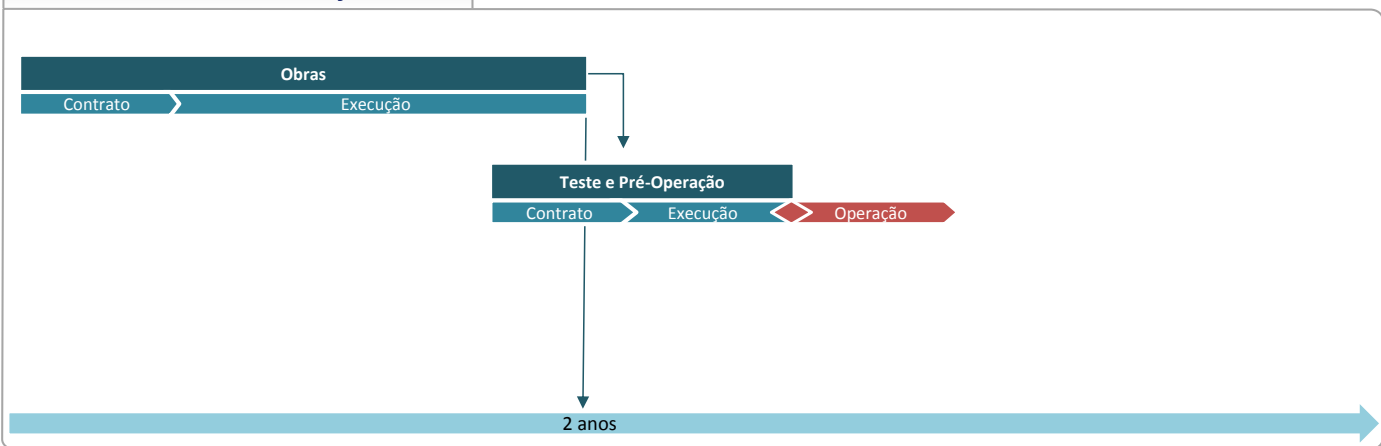 Obras
Contrato Execução
Teste e Pré-Operação
Contrato Execução Operação
2 anos